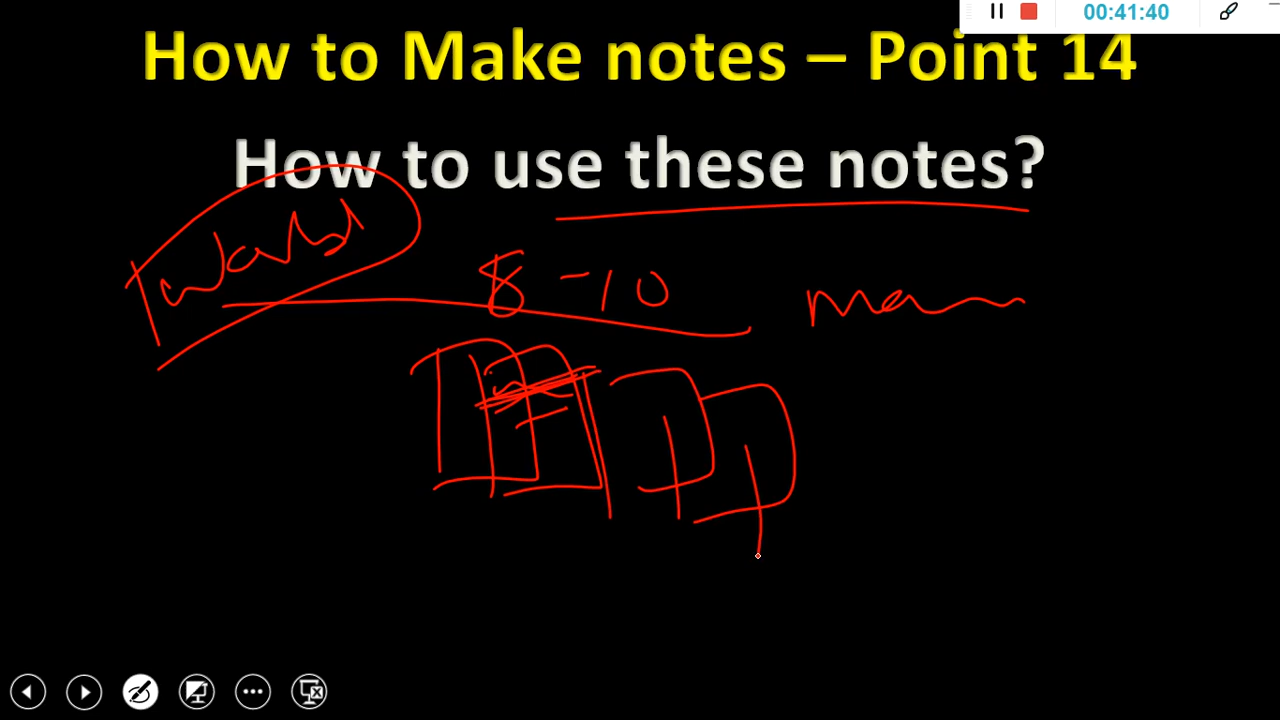 00:41:40
How to Make notes – Point 14
How to use these notes?
8 - 10